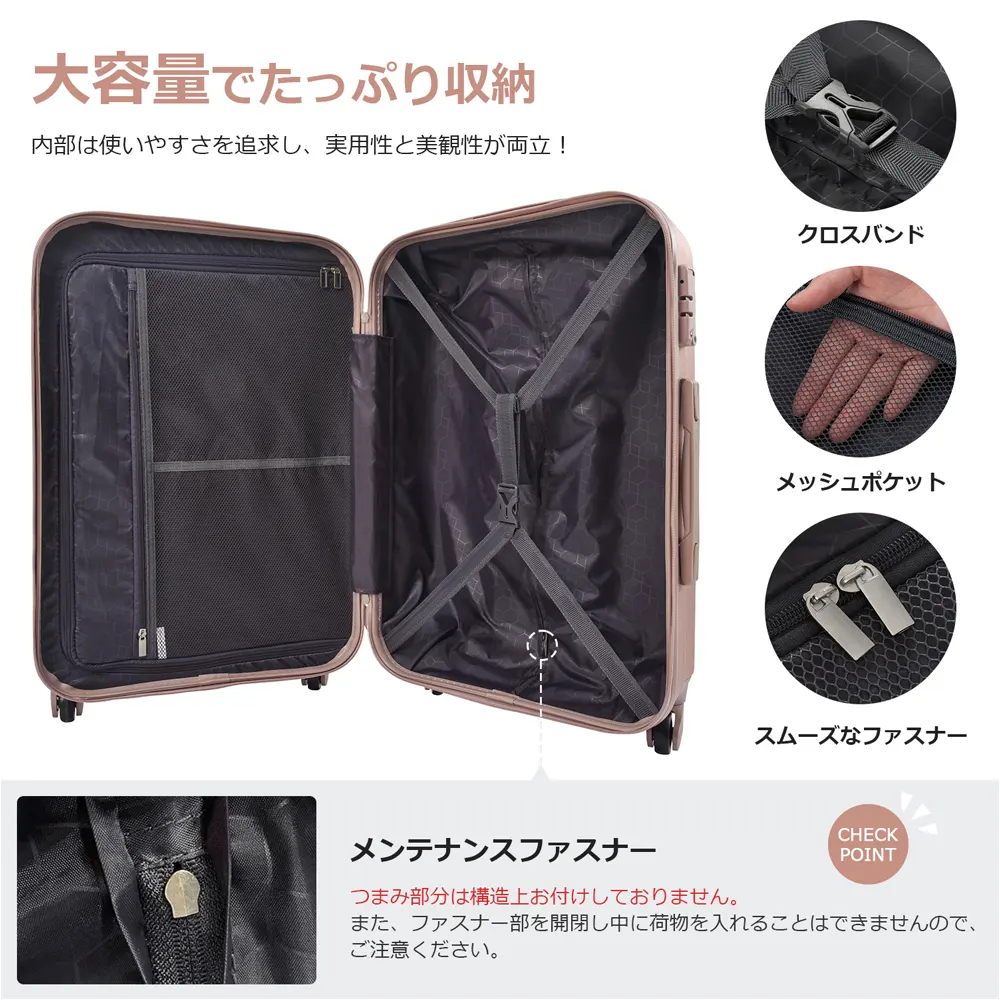 大容量でたっぷり収納
内部は使いやすさを追求し、実用性と美観性が両立！
クロスバンド
メッシュポケット
スムーズなファスナー
メンテナンスファスナー
つまみ部分は構造上お付けしておりません。
また、ファスナー部を開閉し中に荷物を入れることはできませんので、
ご注意ください。
CHECK
POINT